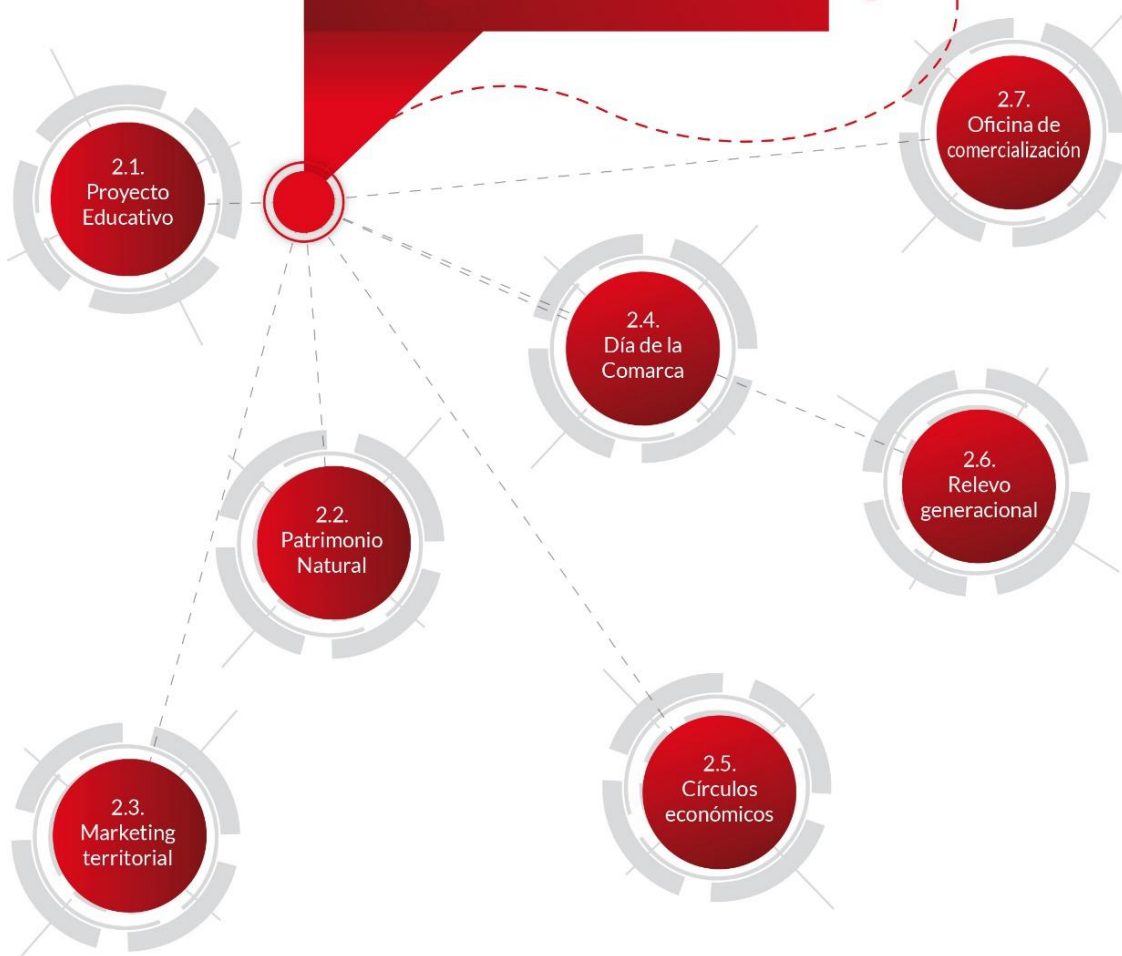 2.1.
Proyecto
Educativo
2.2.
Patrimonio
Natural
2.3.
Marketing
territorial
2.4.
Día de la
Comarca
2.5.
Círculos
económicos
2.6.
Relevo
generacional
2.7.
Oficina de
comercialización